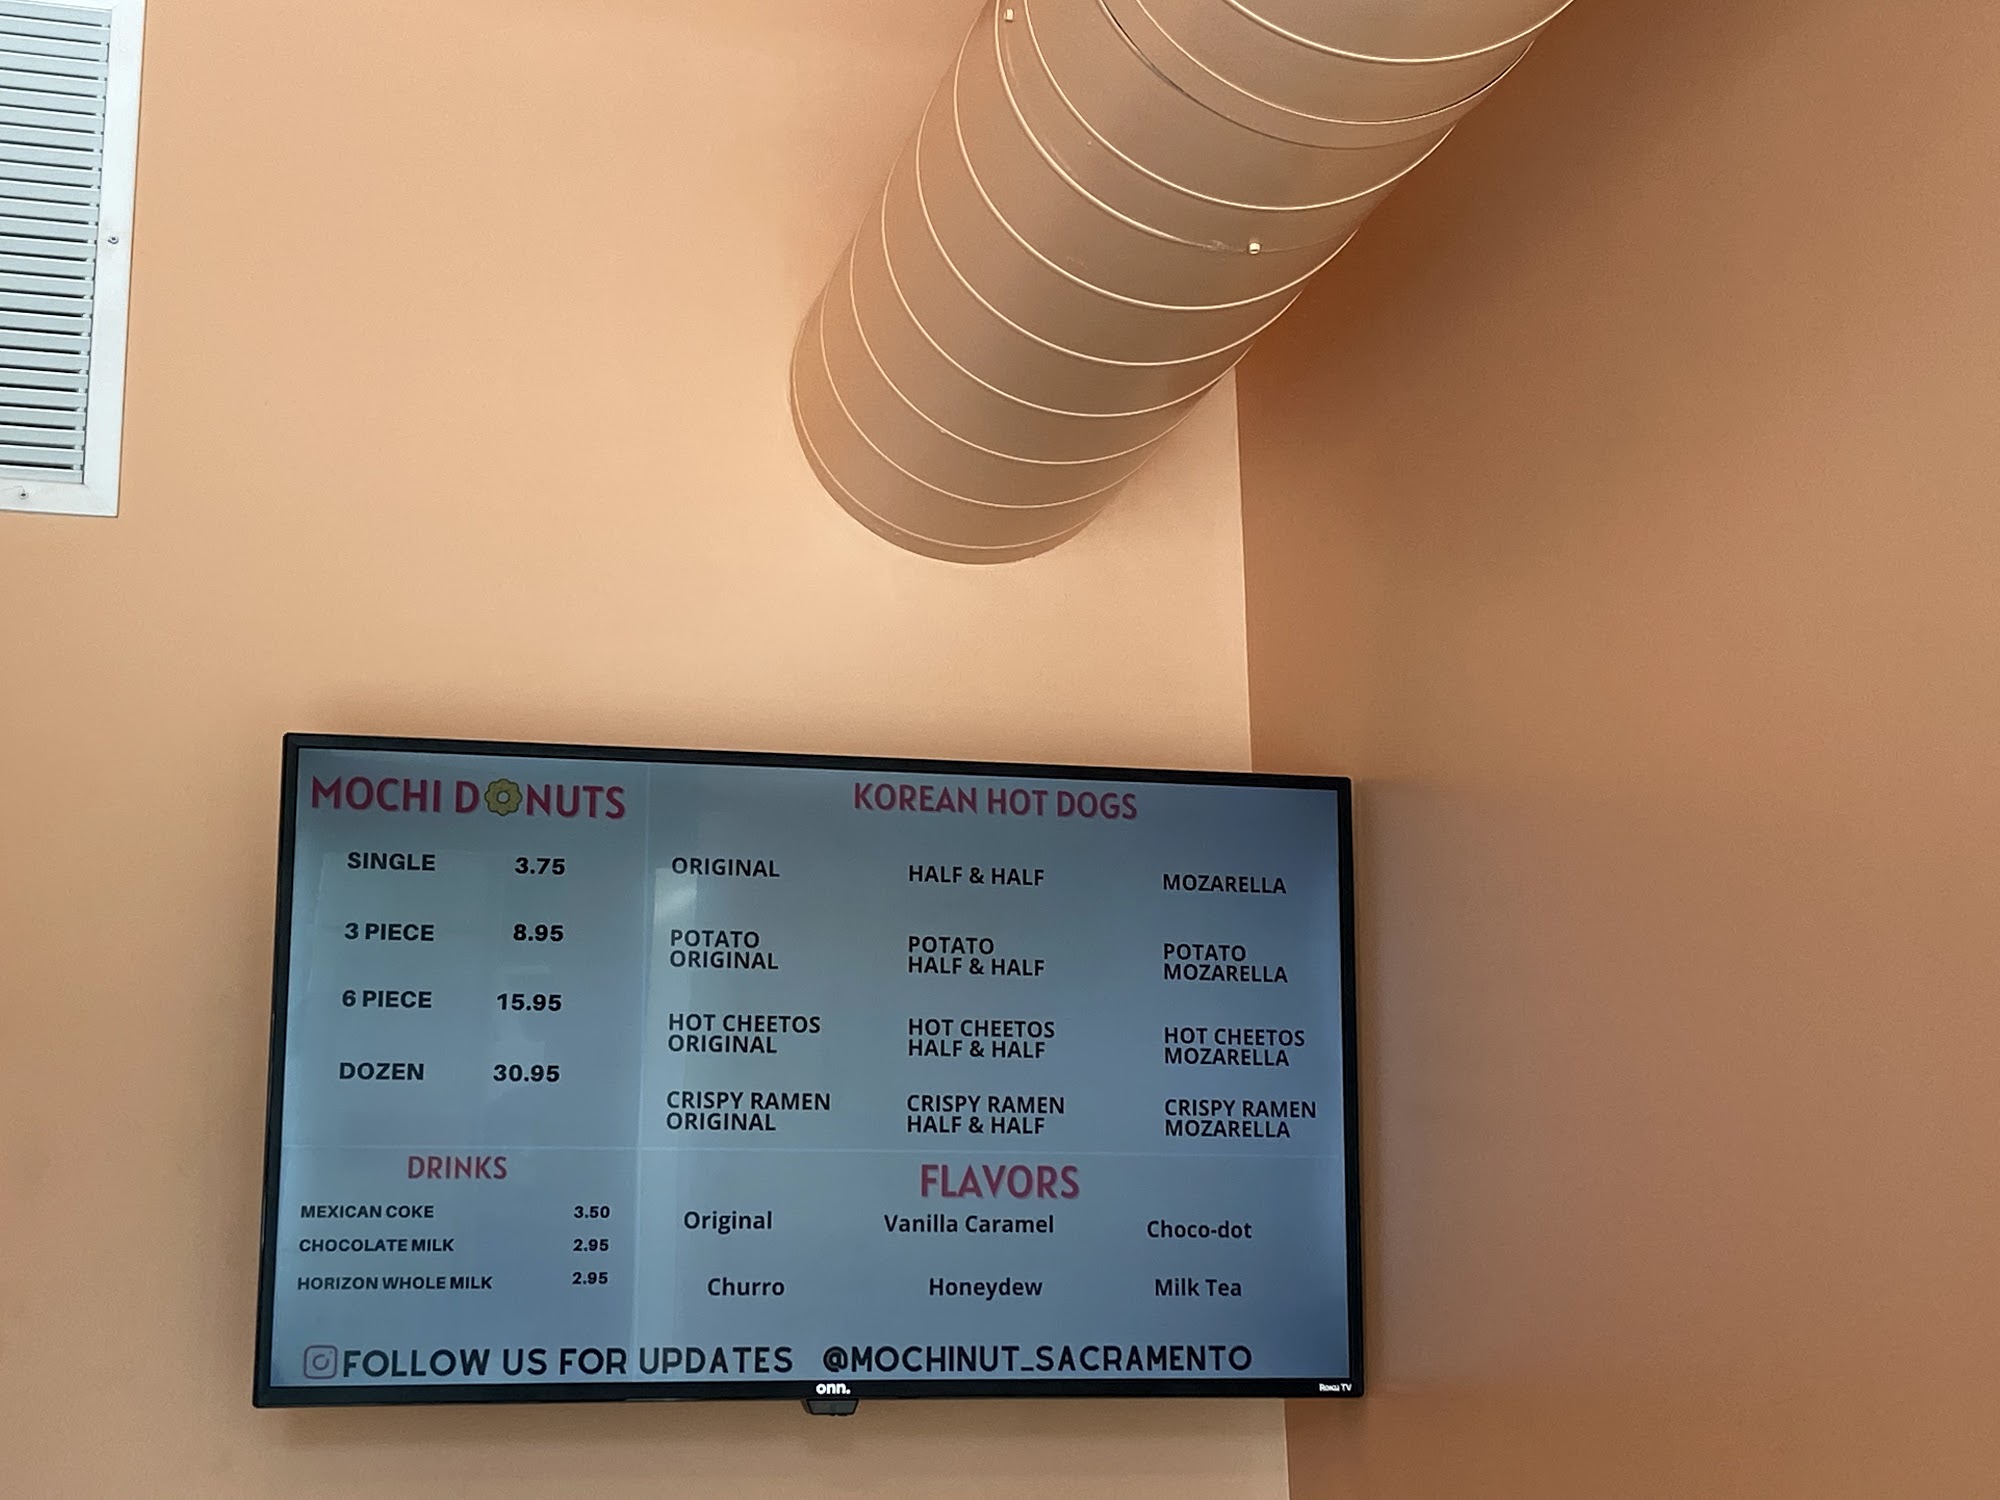 MOCHI DONUTS
SINGLE 3.75
3 PIECE 8.95
6 PIECE 15.95
DOZEN 30.95
KOREAN HOT DOGS
ORIGINAL
HALF & HALF
MOZARELLA
POTATO
ORIGINAL
POTATO
HALF & HALF
POTATO
MOZARELLA
HOT CHEETOS
ORIGINAL
HOT CHEETOS
HALF & HALF
HOT CHEETOS
MOZARELLA
CRISPY RAMEN
ORIGINAL
CRISPY RAMEN
HALF & HALF
CRISPY RAMEN
MOZARELLA
DRINKS
MEXICAN COKE 3.50
CHOCOLATE MILK 2.95
HORIZON WHOLE MILK 2.95
FLAVORS
Original Vanilla Caramel Choco-dot
Churro Honeydew Milk Tea
FOLLOW US FOR UPDATES @MOCHINUT_SACRAMENTO
onn.
Roku TV